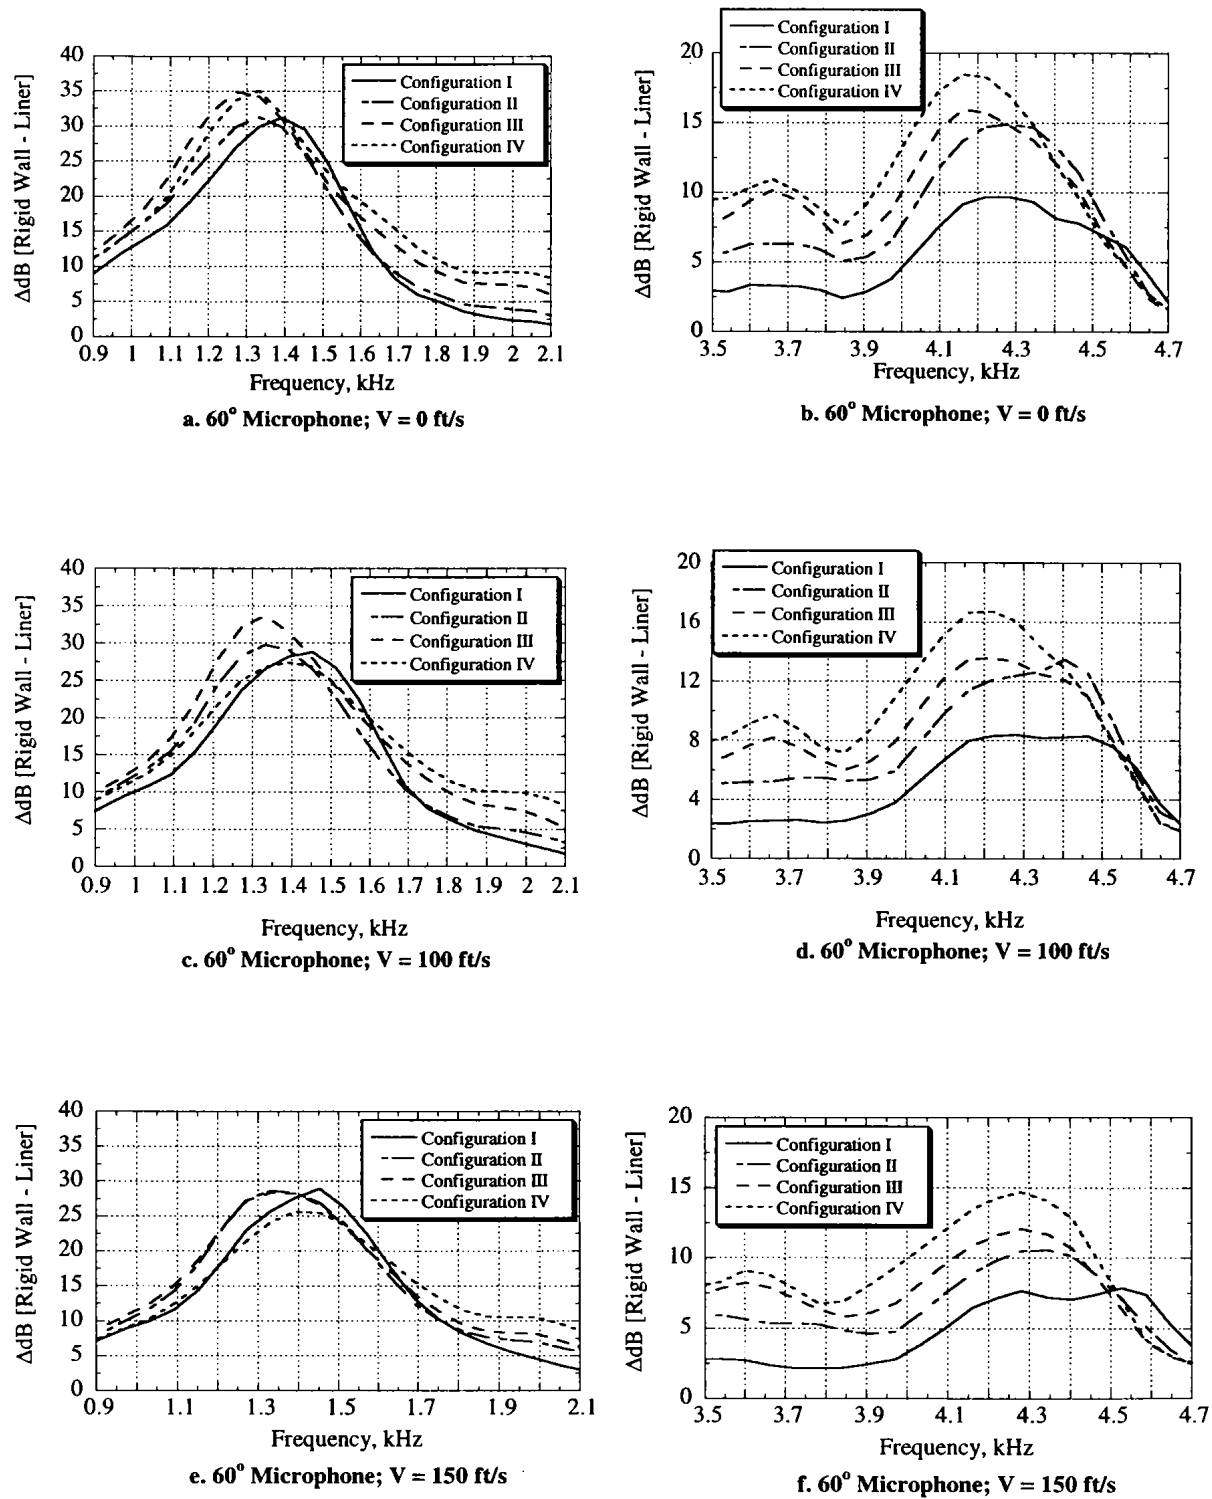 ΔdB [Rigid Wall - Liner]
40
35
30
25
20
15
10
5
0
Configuration I
Configuration II
Configuration III
Configuration IV
0.9 1 1.1 1.2 1.3 1.4 1.5 1.6 1.7 1.8 1.9 2 2.1
Frequency, kHz
a. 60° Microphone; V = 0 ft/s
ΔdB [Rigid Wall - Liner]
20
15
10
5
0
Configuration I
Configuration II
Configuration III
Configuration IV
3.5 3.7 3.9 4.1 4.3 4.5 4.7
Frequency, kHz
b. 60° Microphone; V = 0 ft/s
ΔdB [Rigid Wall - Liner]
40
35
30
25
20
15
10
5
0
Configuration I
Configuration II
Configuration III
Configuration IV
0.9 1 1.1 1.2 1.3 1.4 1.5 1.6 1.7 1.8 1.9 2 2.1
Frequency, kHz
c. 60° Microphone; V = 100 ft/s
ΔdB [Rigid Wall - Liner]
20
16
12
8
4
0
Configuration I
Configuration II
Configuration III
Configuration IV
3.5 3.7 3.9 4.1 4.3 4.5 4.7
Frequency, kHz
d. 60° Microphone; V = 100 ft/s
ΔdB [Rigid Wall - Liner]
40
35
30
25
20
15
10
5
0
Configuration I
Configuration II
Configuration III
Configuration IV
0.9 1.1 1.3 1.5 1.7 1.9 2.1
Frequency, kHz
e. 60° Microphone; V = 150 ft/s
ΔdB [Rigid Wall - Liner]
20
15
10
5
0
Configuration I
Configuration II
Configuration III
Configuration IV
3.5 3.7 3.9 4.1 4.3 4.5 4.7
Frequency, kHz
f. 60° Microphone; V = 150 ft/s